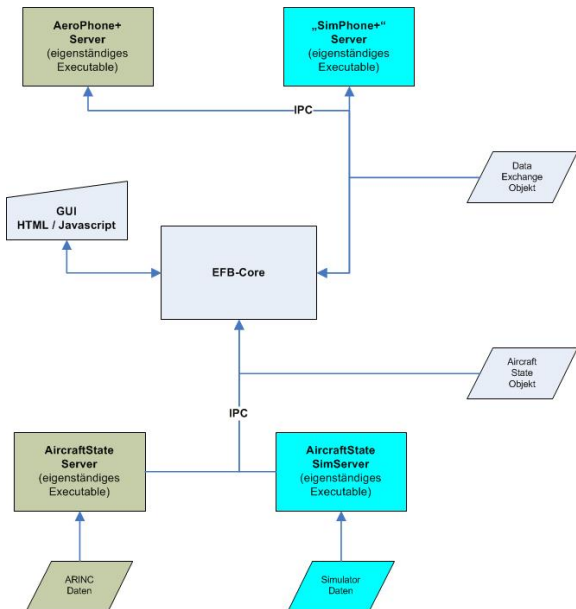 AeroPhone+
Server
(eigenständiges
Executable)
„SimPhone+“
Server
(eigenständiges
Executable)
IPC
Data
Exchange
Objekt
GUI
HTML / Javascript
EFB-Core
Aircraft
State
Objekt
IPC
AircraftState
Server
(eigenständiges
Executable)
AircraftState
SimServer
(eigenständiges
Executable)
ARINC
Daten
Simulator
Daten